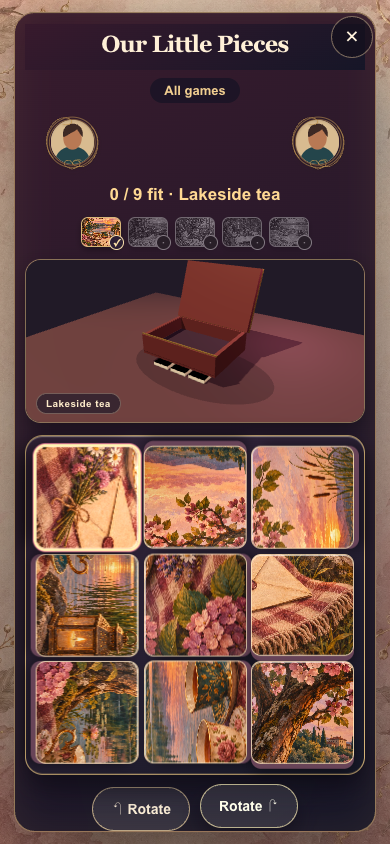 Our Little Pieces
All games
0 / 9 fit · Lakeside tea
Lakeside tea
Rotate
Rotate